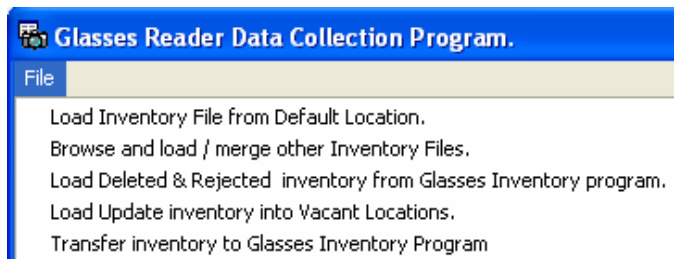 Glasses Reader Data Collection Program.
File
Load Inventory File from Default Location.
Browse and load / merge other Inventory Files.
Load Deleted & Rejected  inventory from Glasses Inventory program.
Load Update inventory into Vacant Locations.
Transfer inventory to Glasses Inventory Program